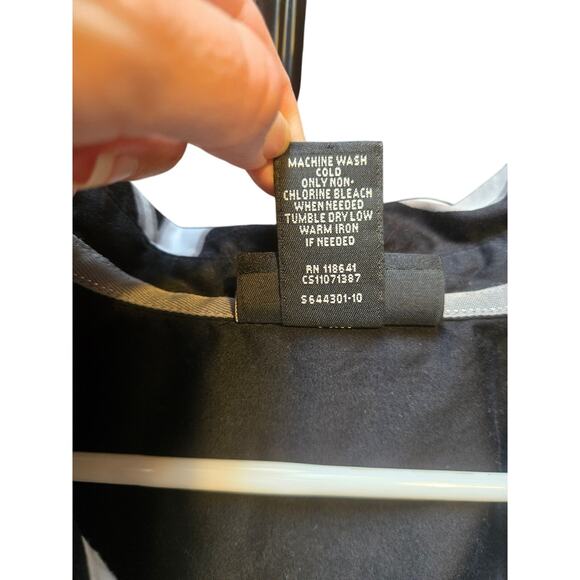 MACHINE WASH
COLD
ONLY NON-
CHLORINE BLEACH
WHEN NEEDED
TUMBLE DRY LOW
WARM IRON
IF NEEDED
RN 118641
CS11071387
S644301-10